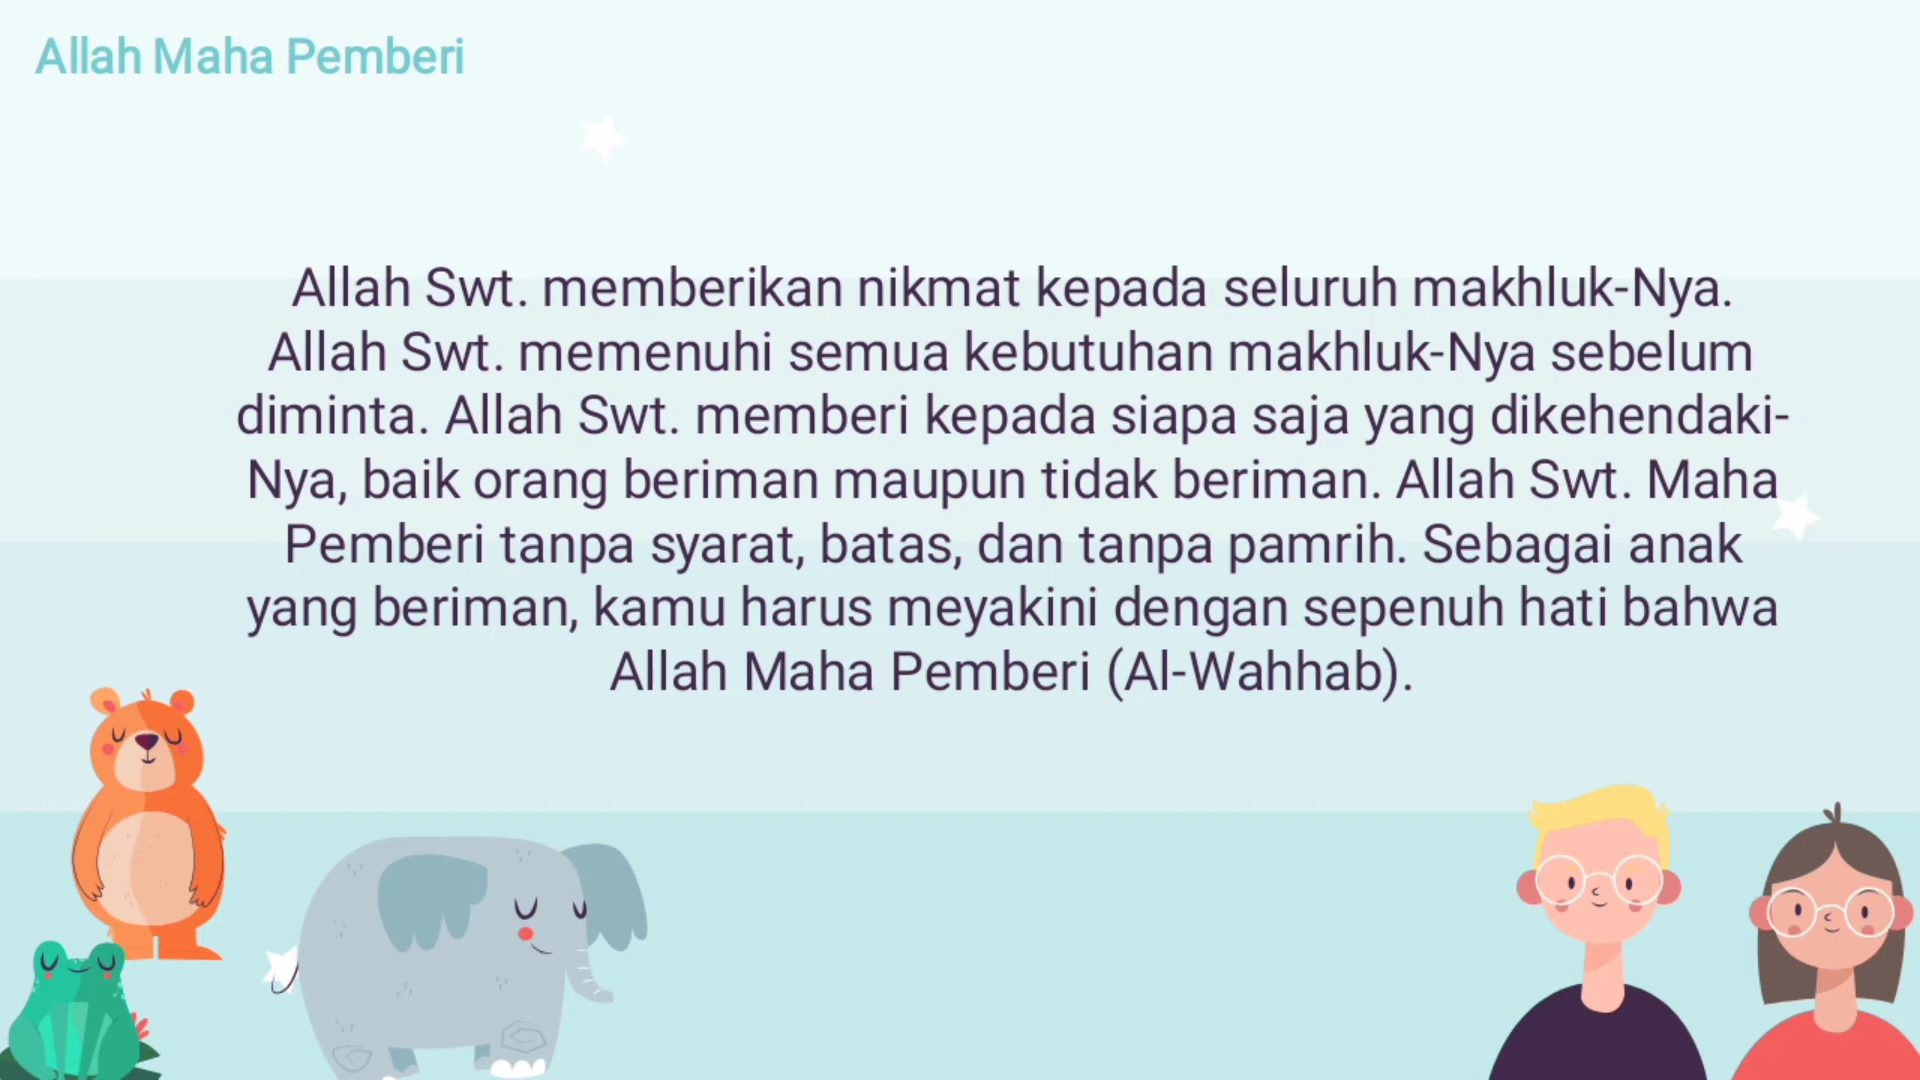 Allah Maha Pemberi
Allah Swt. memberikan nikmat kepada seluruh makhluk-Nya.
Allah Swt. memenuhi semua kebutuhan makhluk-Nya sebelum
diminta. Allah Swt. memberi kepada siapa saja yang dikehendaki-
Nya, baik orang beriman maupun tidak beriman. Allah Swt. Maha
Pemberi tanpa syarat, batas, dan tanpa pamrih. Sebagai anak
yang beriman, kamu harus meyakini dengan sepenuh hati bahwa
Allah Maha Pemberi (Al-Wahhab).